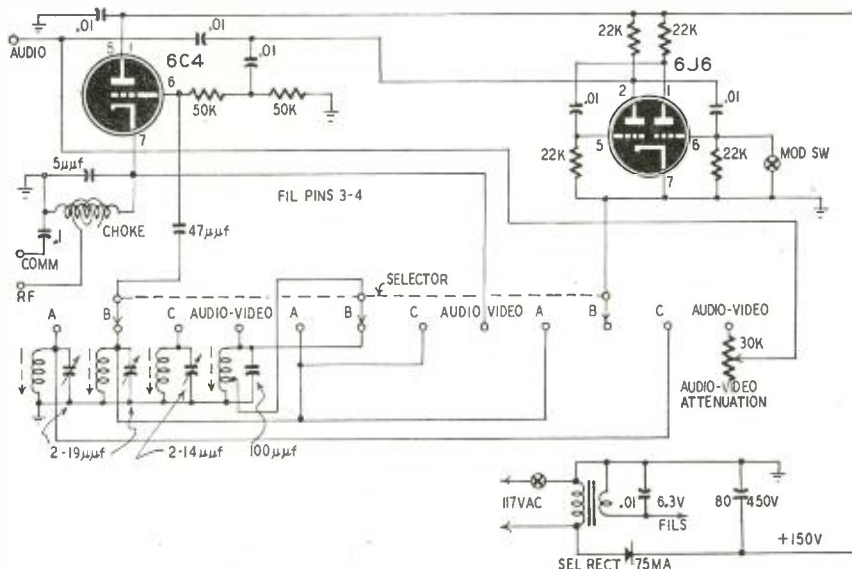 .01
AUDIO
5
1
.01
6C4
.01
6
50K
50K
7
5μμf
FIL PINS 3-4
CHOKE
47μμf
.1
COMM
RF
22K
22K
6J6
2
1
.01
.01
5
6
22K
7
22K
MOD SW
SELECTOR
A
B
C
AUDIO-VIDEO
A
B
C
AUDIO VIDEO
A
B
C
AUDIO-VIDEO
30K
AUDIO-VIDEO
ATTENUATION
2-19μμf
2-14μμf
100μμf
117VAC
.01
6.3V
FILS
80
450V
+150V
SEL RECT
75MA